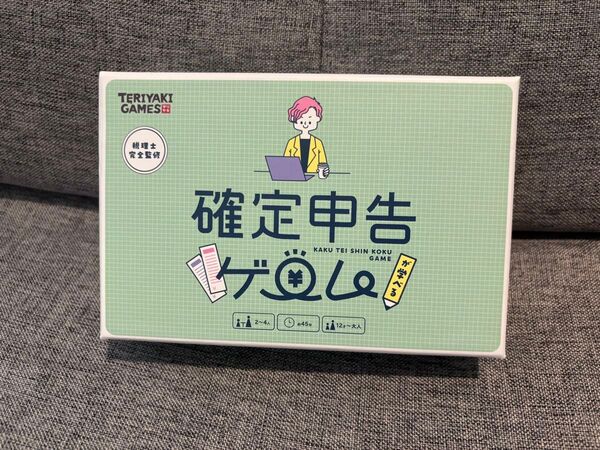 TERIYAKI
GAMES
税理士
完全監修
確定申告
KAKU TEI SHIN KOKU
GAME
ゲーム
が学べる
2〜4人
約45分
12才〜大人